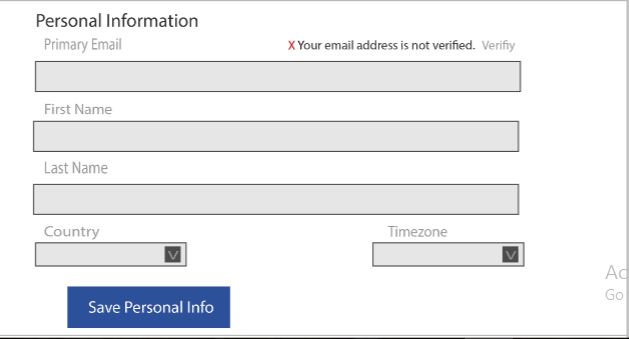 Personal Information
Primary Email X Your email address is not verified. Verifiy
First Name
Last Name
Country Timezone
V V
Ac
Go
Save Personal Info